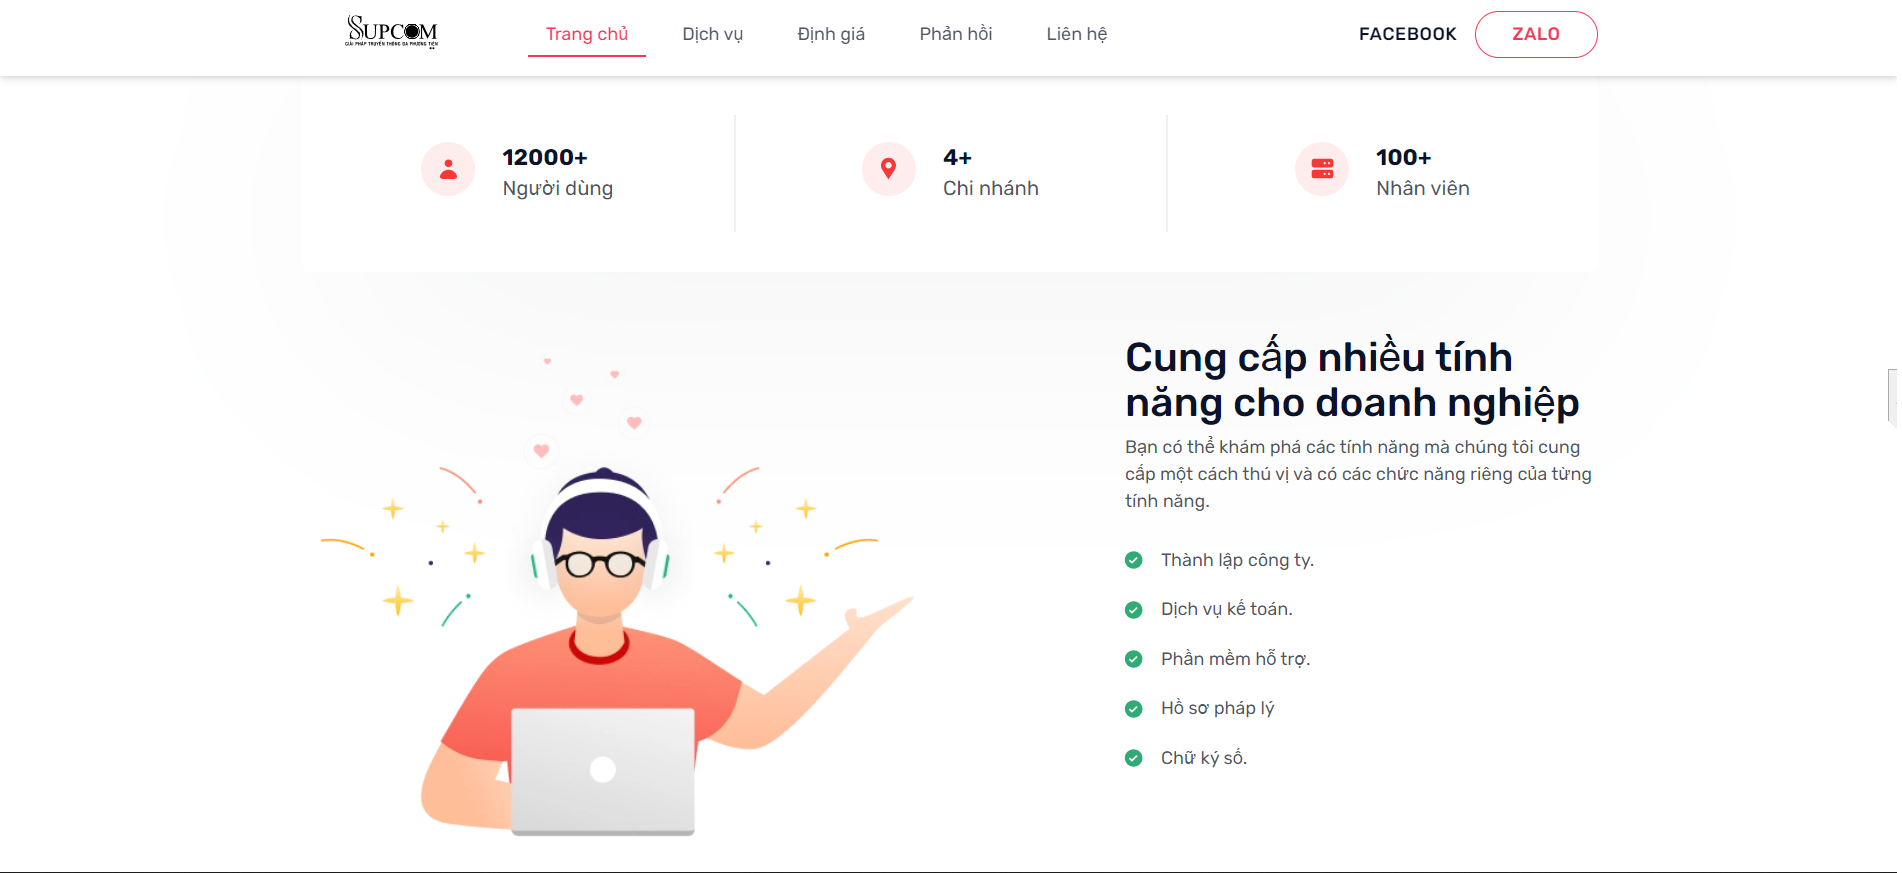 SUPCOM
GIẢI PHÁP TRUYỀN THÔNG ĐA PHƯƠNG TIỆN
Trang chủ
Dịch vụ
Định giá
Phản hồi
Liên hệ
FACEBOOK
ZALO
12000+
Người dùng
4+
Chi nhánh
100+
Nhân viên
Cung cấp nhiều tính
năng cho doanh nghiệp
Bạn có thể khám phá các tính năng mà chúng tôi cung
cấp một cách thú vị và có các chức năng riêng của từng
tính năng.
Thành lập công ty.
Dịch vụ kế toán.
Phần mềm hỗ trợ.
Hồ sơ pháp lý
Chữ ký số.